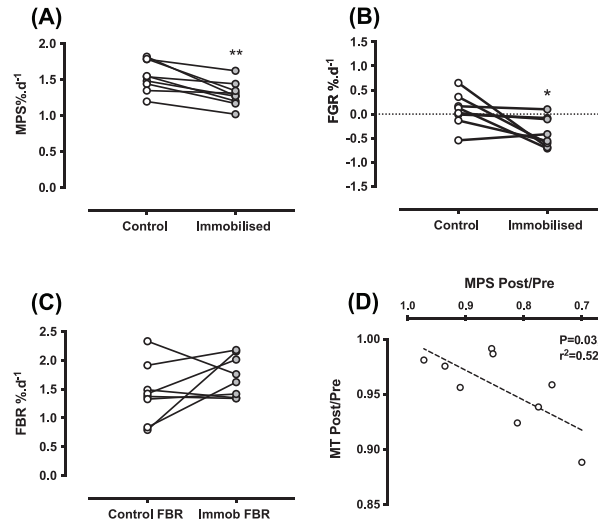 (A)
**
MPS%.d-1
2.0
1.5
1.0
0.5
0.0
Control Immobilised
(B)
*
FGR %.d-1
1.5
1.0
0.5
0.0
-0.5
-1.0
-1.5
Control Immobilised
(C)
FBR %.d-1
2.5
2.0
1.5
1.0
0.5
0.0
Control FBR Immob FBR
MPS Post/Pre
(D)
1.0 0.9 0.8 0.7
P=0.03
r²=0.52
MT Post/Pre
1.00
0.95
0.90
0.85